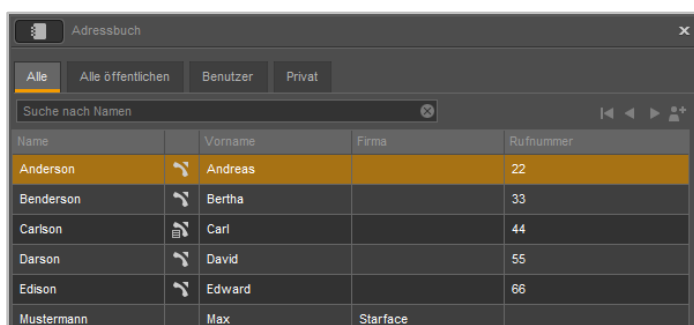 Adressbuch
Alle Alle öffentlichen Benutzer Privat
Suche nach Namen
Name Vorname Firma Rufnummer
Anderson Andreas 22
Benderson Bertha 33
Carlson Carl 44
Darson David 55
Edison Edward 66
Mustermann Max Starface